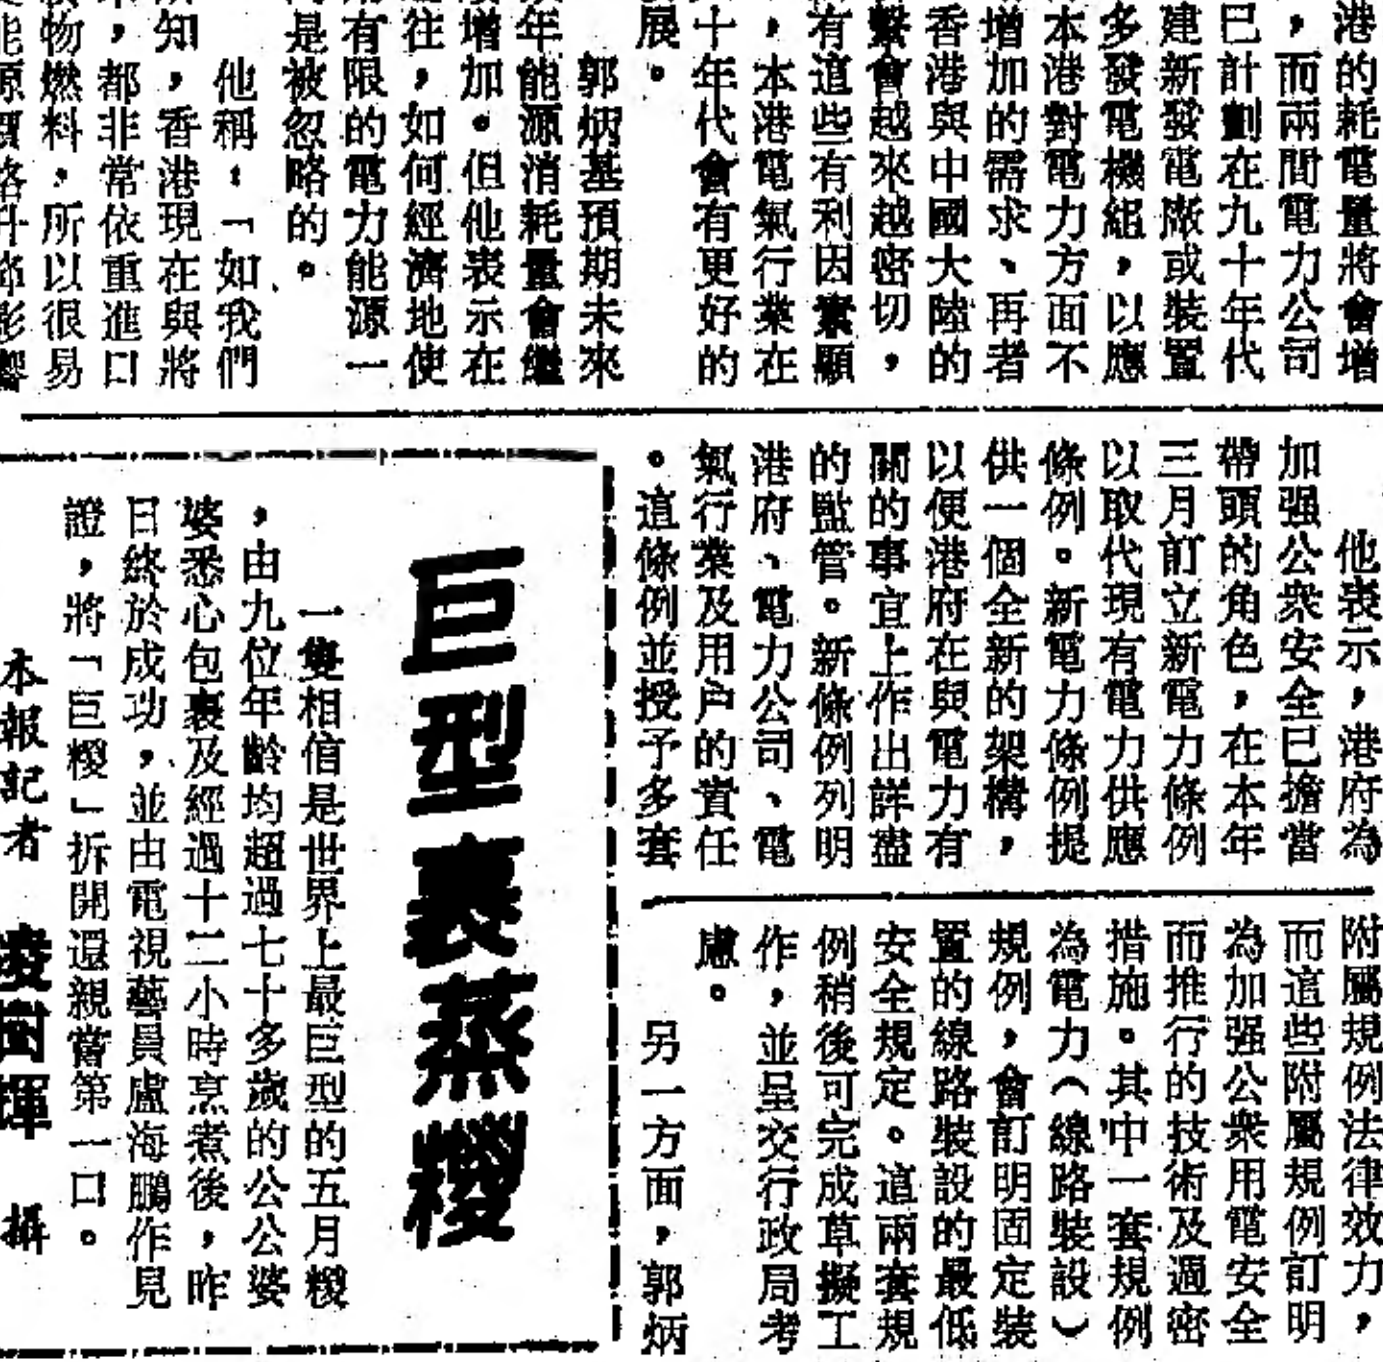 港的耗電量將會增
，而兩間電力公司
已計劃在九十年代
建新發電廠或裝置
多發電機組，以應
本港對電力方面不
增加的需求、再者
香港與中國大陸的
繫會越來越密切，
有這些有利因素顯
，本港電氣行業在
十年代會有更好的
展。
郭炳基預期未來
年能源消耗量會繼
增加。但他表示在
往，如何經濟地使
有限的電力能源一
是被忽略的。
他稱：「如我們
知，香港現在與將
，都非常依重進口
物燃料，所以很易
能源價格升降影響
他表示，港府為
加强公衆安全已擔當
帶頭的角色，在本年
三月訂立新電力條例
以取代現有電力供應
條例。新電力條例提
供一個全新的架構，
以便港府在與電力有
關的事宜上作出詳盡
的監管。新條例列明
港府、電力公司、電
氣行業及用戶的責任
。這條例並授予多套
附屬規例法律效力，
而這些附屬規例訂明
為加强公衆用電安全
而推行的技術及週密
措施。其中一套規例
為電力（線路裝設）
規例，會訂明固定裝
置的線路裝設的最低
安全規定。這兩套規
例稍後可完成草擬工
作，並呈交行政局考
慮。
另一方面，郭炳
巨型裹蒸糭
一隻相信是世界上最巨型的五月糭
，由九位年齡均超過七十多歲的公公婆
婆悉心包裹及經過十二小時烹煮後，昨
日終於成功，並由電視藝員盧海鵬作見
證，將「巨糭」拆開還親嘗第一口。
本報記者 凌樹輝 攝